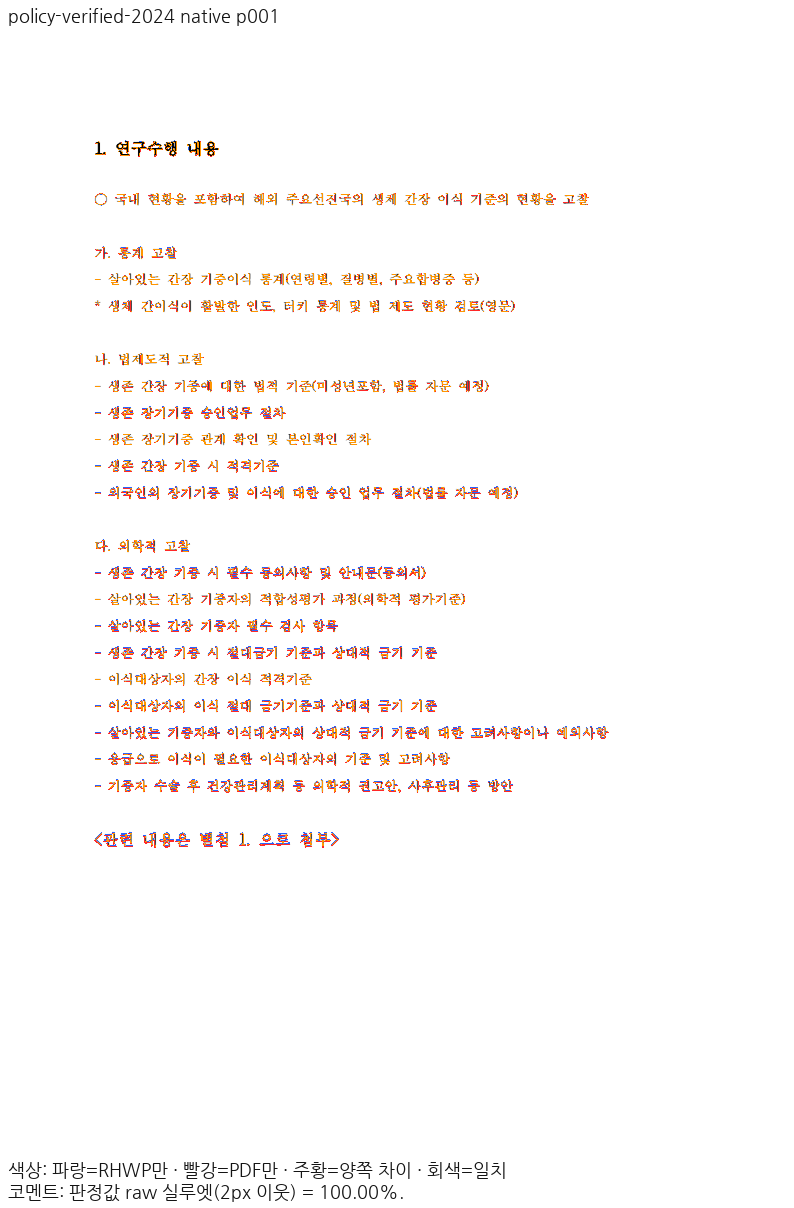 policy-verified-2024 native p001
1. 연구수행 내용
○ 국내 현황을 포함하여 해외 주요선진국의 생체 간장 이식 기준의 현황을 고찰
가. 통계 고찰
- 살아있는 간장 기증이식 통계(연령별, 질병별, 주요합병증 등)
* 생체 간이식이 활발한 인도, 터키 통계 및 법 제도 현황 검토(영문)
나. 법제도적 고찰
- 생존 간장 기증에 대한 법적 기준(미성년포함, 법률 자문 예정)
- 생존 장기기증 승인업무 절차
- 생존 장기기증 관계 확인 및 본인확인 절차
- 생존 간장 기증 시 적격기준
- 외국인의 장기기증 및 이식에 대한 승인 업무 절차(법률 자문 예정)
다. 의학적 고찰
- 생존 간장 기증 시 필수 동의사항 및 안내문(동의서)
- 살아있는 간장 기증자의 적합성평가 과정(의학적 평가기준)
- 살아있는 간장 기증자 필수 검사 항목
- 생존 간장 기증 시 절대금기 기준과 상대적 금기 기준
- 이식대상자의 간장 이식 적격기준
- 이식대상자의 이식 절대 금기기준과 상대적 금기 기준
- 살아있는 기증자와 이식대상자의 상대적 금기 기준에 대한 고려사항이나 예외사항
- 응급으로 이식이 필요한 이식대상자의 기준 및 고려사항
- 기증자 수술 후 건강관리계획 등 의학적 권고안, 사후관리 등 방안
<관련 내용은 별첨 1. 으로 첨부>
색상: 파랑=RHWP만 · 빨강=PDF만 · 주황=양쪽 차이 · 회색=일치
코멘트: 판정값 raw 실루엣(2px 이웃) = 100.00%.